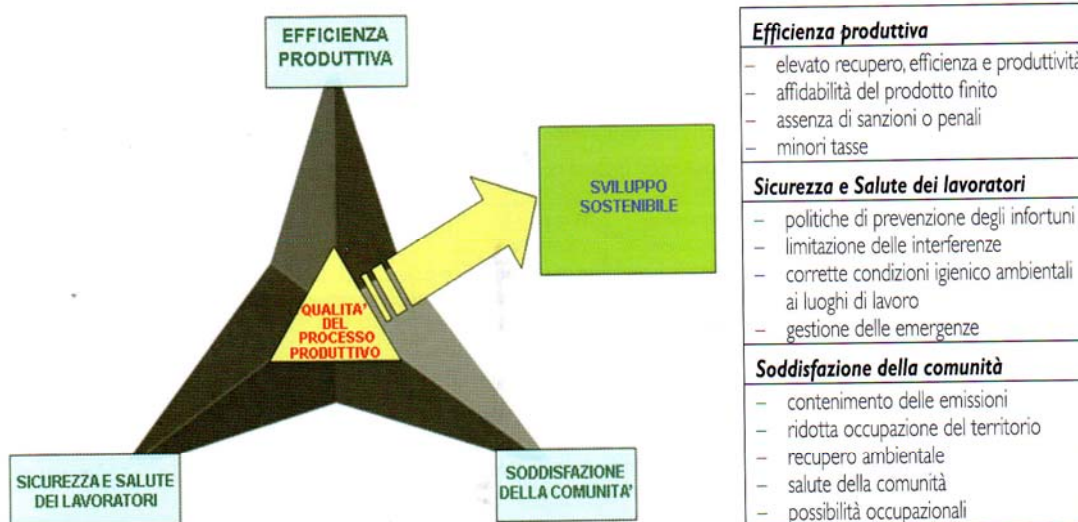 EFFICIENZA
PRODUTTIVA
SVILUPPO
SOSTENIBILE
QUALITA'
DEL
PROCESSO
PRODUTTIVO
SICUREZZA E SALUTE
DEI LAVORATORI
SODDISFAZIONE
DELLA COMUNITA'
Efficienza produttiva
– elevato recupero, efficienza e produttività
– affidabilità del prodotto finito
– assenza di sanzioni o penali
– minori tasse
Sicurezza e Salute dei lavoratori
– politiche di prevenzione degli infortuni
– limitazione delle interferenze
– corrette condizioni igienico ambientali
ai luoghi di lavoro
– gestione delle emergenze
Soddisfazione della comunità
– contenimento delle emissioni
– ridotta occupazione del territorio
– recupero ambientale
– salute della comunità
– possibilità occupazionali